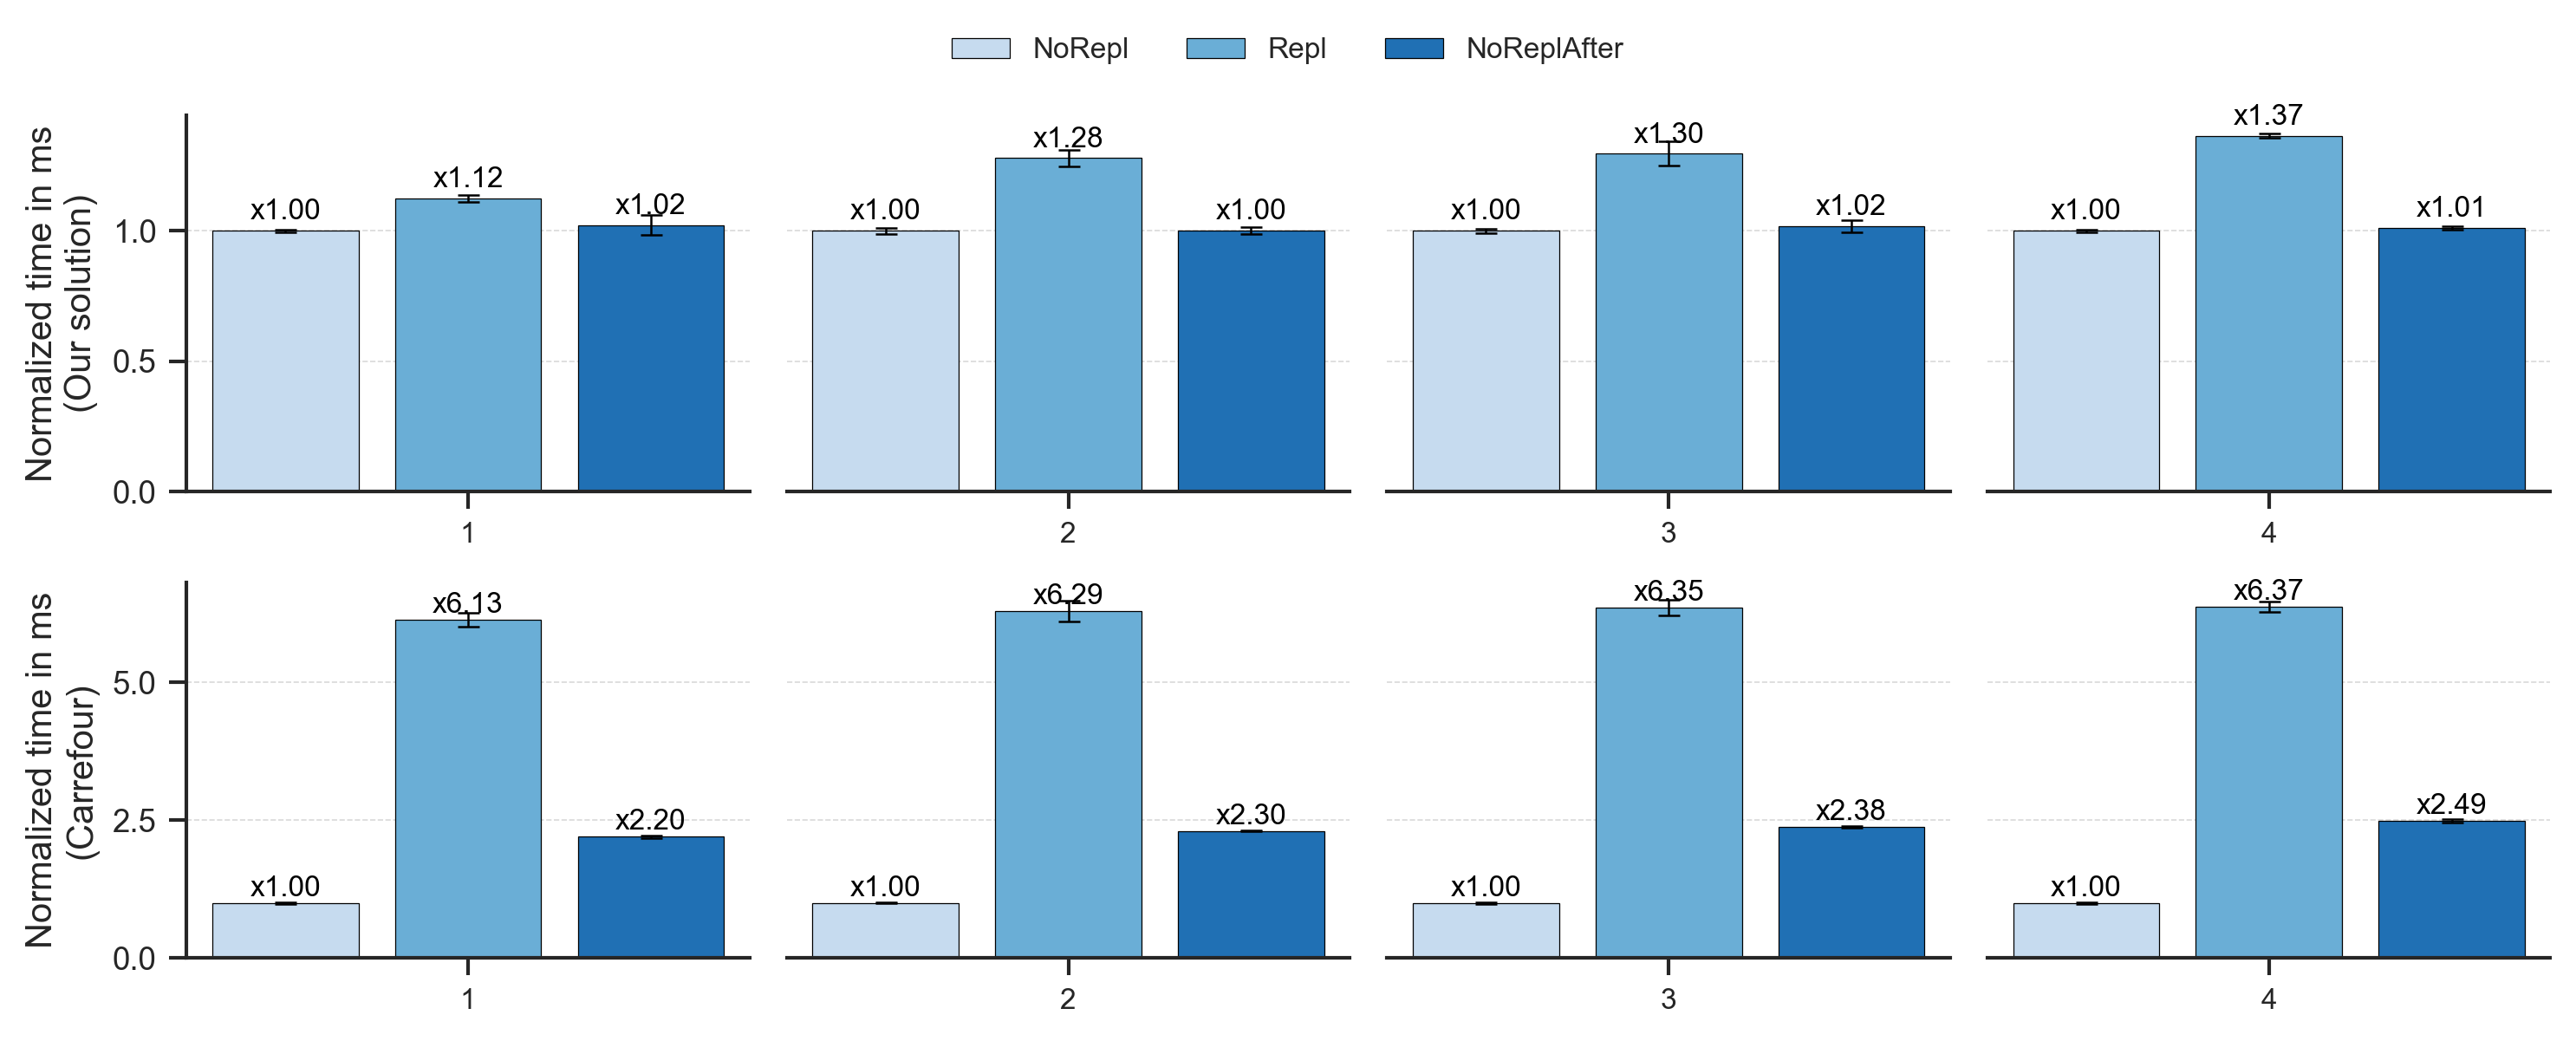 NoRepl Repl NoReplAfter
Normalized time in ms
(Our solution)
1.0
0.5
0.0
x1.00 x1.12 x1.02
x1.00 x1.28 x1.00
x1.00 x1.30 x1.02
x1.00 x1.37 x1.01
1 2 3 4
Normalized time in ms
(Carrefour)
5.0
2.5
0.0
x1.00 x6.13 x2.20
x1.00 x6.29 x2.30
x1.00 x6.35 x2.38
x1.00 x6.37 x2.49
1 2 3 4